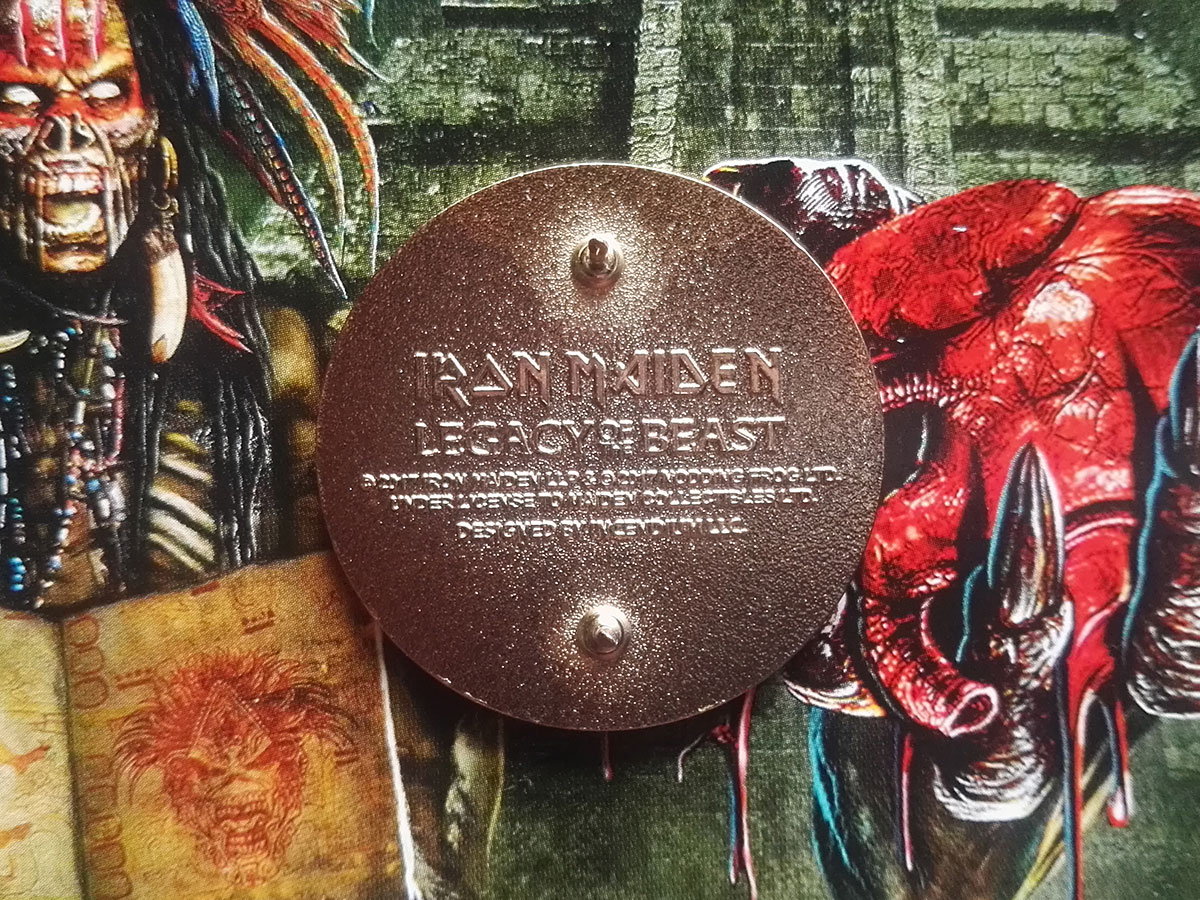 IRON MAIDEN
LEGACY OF THE BEAST
© 2017 IRON MAIDEN LLP & © 2017 NODDING FROG LTD.
UNDER LICENSE TO MAIDEN COLLECTIBLES LTD.
DESIGNED BY INCENDIUM LLC.